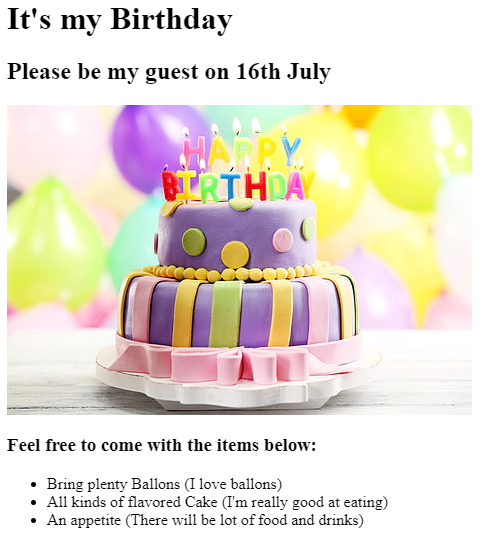 It's my Birthday
Please be my guest on 16th July
HAPPY
BIRTHDAY
Feel free to come with the items below:
Bring plenty Ballons (I love ballons)
All kinds of flavored Cake (I'm really good at eating)
An appetite (There will be lot of food and drinks)